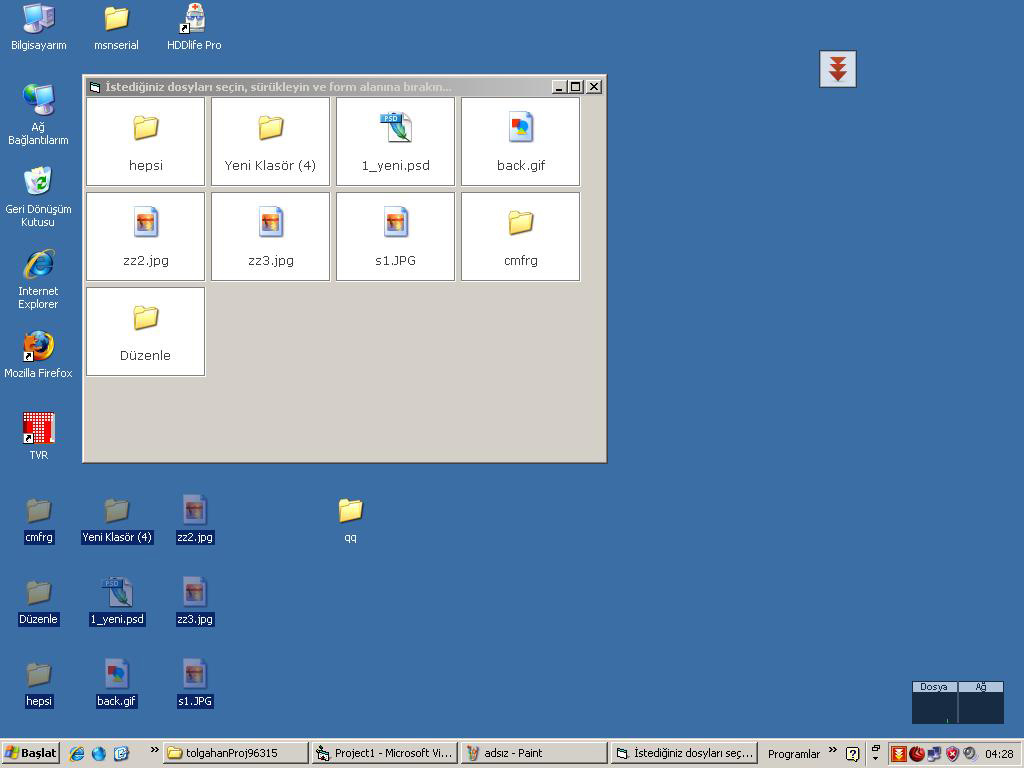 Bilgisayarım
msnserial
HDDlife Pro
Ağ
Bağlantılarım
Geri Dönüşüm
Kutusu
Internet
Explorer
Mozilla Firefox
TVR
İstediğiniz dosyları seçin, sürükleyin ve form alanına bırakın...
hepsi
Yeni Klasör (4)
1_yeni.psd
back.gif
zz2.jpg
zz3.jpg
s1.JPG
cmfrg
Düzenle
cmfrg
Yeni Klasör (4)
zz2.jpg
qq
Düzenle
1_yeni.psd
zz3.jpg
hepsi
back.gif
s1.JPG
Dosya
Ağ
Başlat
tolgahanProj96315
Project1 - Microsoft Vi...
adsız - Paint
İstediğiniz dosyları seç...
Programlar
04:28